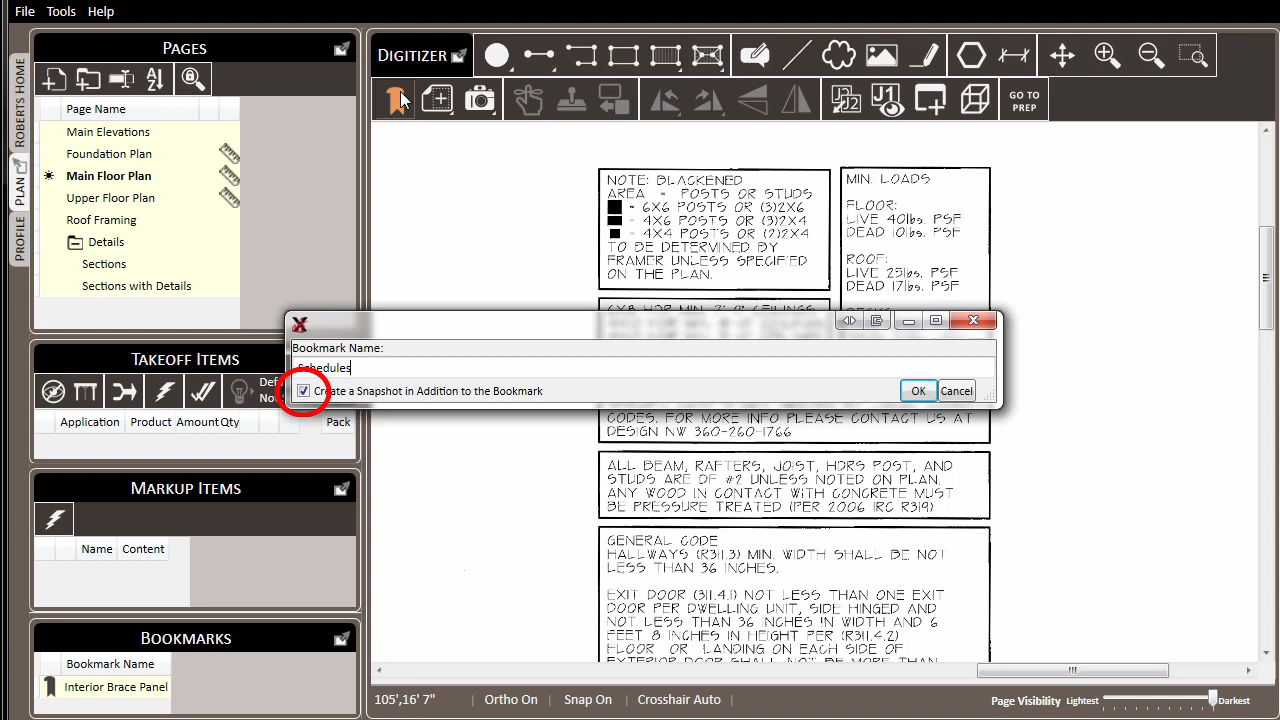 File Tools Help
ROBERTS HOME
PLAN
PROFILE
PAGES
Page Name
Main Elevations
Foundation Plan
Main Floor Plan
Upper Floor Plan
Roof Framing
Details
Sections
Sections with Details
TAKEOFF ITEMS
Application Product Amount Qty Pack
MARKUP ITEMS
Name Content
BOOKMARKS
Bookmark Name
Interior Brace Panel
DIGITIZER
GO TO
PREP
NOTE: BLACKENED
AREA = POSTS OR STUDS
- 6X6 POSTS OR (3)2X6
- 4X6 POSTS OR (3)2X4
- 4X4 POSTS OR (2)2X4
TO BE DETERMINED BY
FRAMER UNLESS SPECIFIED
ON THE PLAN.
MIN. LOADS
FLOOR:
LIVE 40lbs. PSF
DEAD 10lbs. PSF
ROOF:
LIVE 25lbs. PSF
DEAD 17lbs. PSF
Bookmark Name:
Schedules
Create a Snapshot in Addition to the Bookmark
OK Cancel
CODES. FOR MORE INFO PLEASE CONTACT US AT
DESIGN NW 360-260-1766
ALL BEAM, RAFTERS, JOIST, HDRS POST, AND
STUDS ARE DF #2 UNLESS NOTED ON PLAN.
ANY WOOD IN CONTACT WITH CONCRETE MUST
BE PRESSURE TREATED (PER 2006 IRC R319)
GENERAL CODE
HALLWAYS (R311.3) MIN. WIDTH SHALL BE NOT
LESS THAN 36 INCHES.
EXIT DOOR (311.4.1) NOT LESS THAN ONE EXIT
DOOR PER DWELLING UNIT, SIDE HINGED AND
NOT LESS THAN 36 INCHES IN WIDTH AND 6
FEET 8 INCHES IN HEIGHT PER (R311.4.2)
FLOOR OR LANDING ON EACH SIDE OF
EXTERIOR DOOR SHALL NOT BE MORE THAN
105',16' 7" Ortho On Snap On Crosshair Auto Page Visibility Lightest Darkest